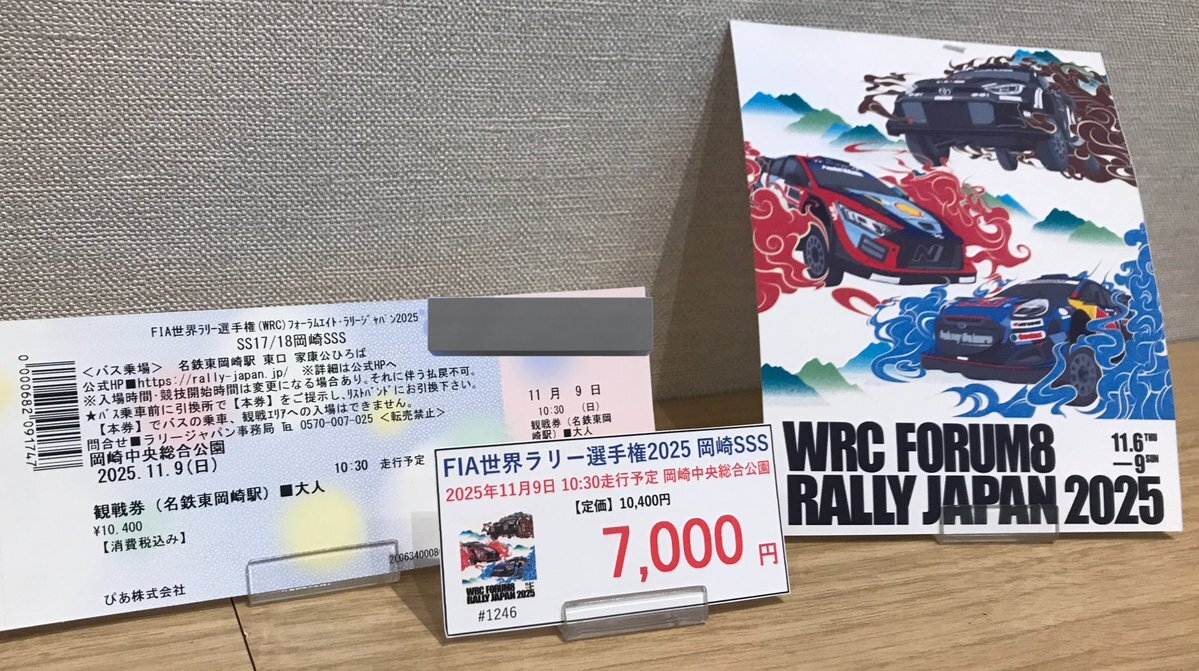 FIA世界ラリー選手権(WRC)フォーラムエイト・ラリージャパン2025
SS17/18岡崎SSS
<バス乗場> 名鉄東岡崎駅 東口 家康公ひろば
公式HP■https://rally-japan.jp/ ※詳細は公式HPへ
※入場時間・競技開始時間は変更になる場合あり。それに伴う払戻不可。
★バス乗車前に引換所で【本券】をご提示し、リストバンドにお引換下さい。
【本券】でバスの乗車、観戦エリアへの入場はできません。
問合せ■ラリージャパン事務局 ℡ 0570-007-025 <転売禁止>
岡崎中央総合公園
2025.11.9(日)
10:30 走行予定
観戦券(名鉄東岡崎駅)■大人
¥10,400
【消費税込み】
ぴあ株式会社
0000682091747
2006340008
11月 9日
10:30 (日)
観戦券(名鉄東岡
崎駅)■大人
FIA世界ラリー選手権2025 岡崎SSS
2025年11月9日 10:30走行予定 岡崎中央総合公園
【定価】10,400円
7,000 円
WRC FORUM8
RALLY JAPAN 2025
#1246
WRC FORUM8
RALLY JAPAN 2025
11.6 THU
—9 SUN